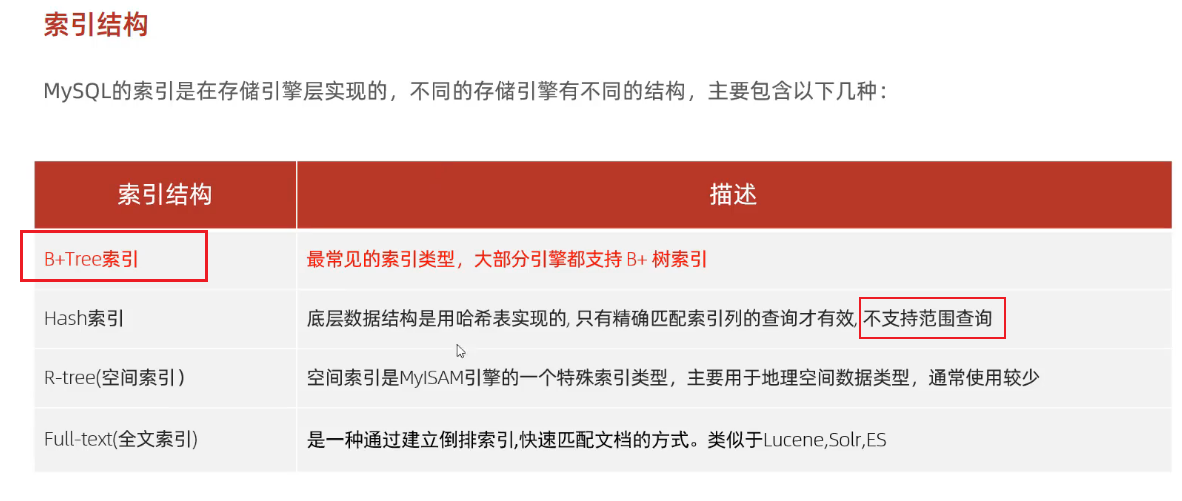 索引结构
MySQL的索引是在存储引擎层实现的，不同的存储引擎有不同的结构，主要包含以下几种：
索引结构 描述
B+Tree索引 最常见的索引类型，大部分引擎都支持 B+ 树索引
Hash索引 底层数据结构是用哈希表实现的, 只有精确匹配索引列的查询才有效, 不支持范围查询
R-tree(空间索引） 空间索引是MyISAM引擎的一个特殊索引类型，主要用于地理空间数据类型，通常使用较少
Full-text(全文索引) 是一种通过建立倒排索引,快速匹配文档的方式。类似于Lucene,Solr,ES